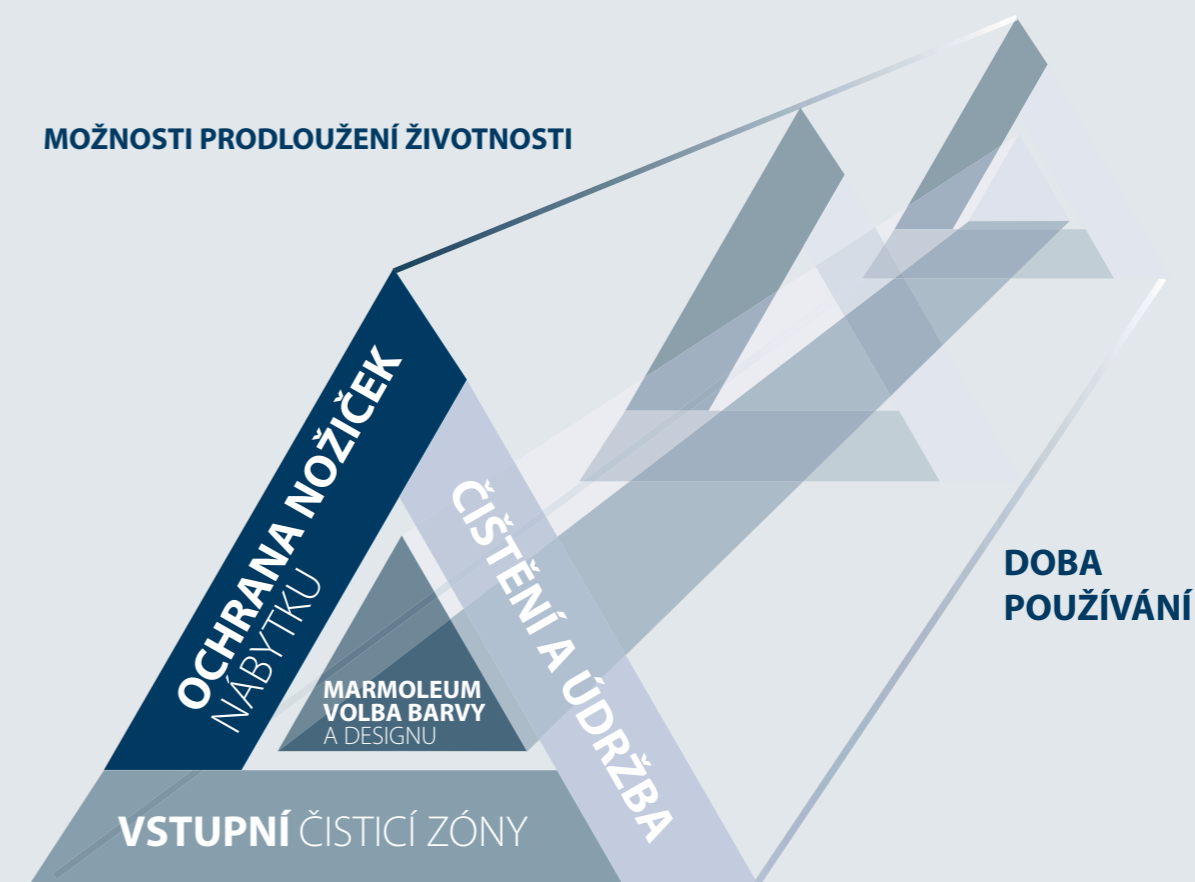 MOŽNOSTI PRODLOUŽENÍ ŽIVOTNOSTI
OCHRANA NOŽIČEK
NÁBYTKU
ČIŠTĚNÍ A ÚDRŽBA
MARMOLEUM
VOLBA BARVY
A DESIGNU
VSTUPNÍ ČISTICÍ ZÓNY
DOBA
POUŽÍVÁNÍ